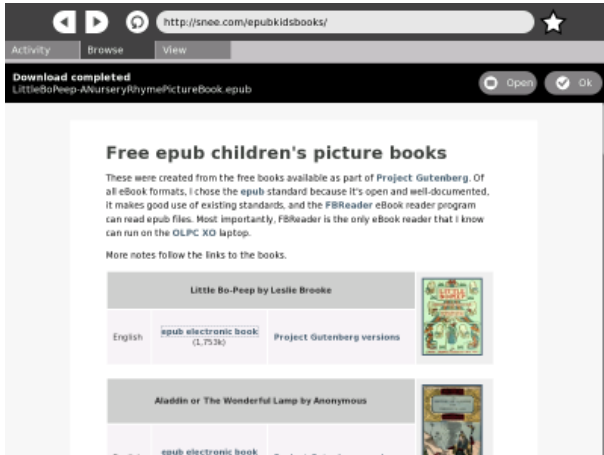 http://snee.com/epubkidsbooks/
Activity Browse View
Download completed
LittleBoPeep-ANurseryRhymePictureBook.epub
Open Ok
Free epub children's picture books
These were created from the free books available as part of Project Gutenberg. Of
all eBook formats, I chose the epub standard because it's open and well-documented,
it makes good use of existing standards, and the FBReader eBook reader program
can read epub files. Most importantly, FBReader is the only eBook reader that I know
can run on the OLPC XO laptop.
More notes follow the links to the books.
Little Bo-Peep by Leslie Brooke
English
epub electronic book
(1,753k)
Project Gutenberg versions
LITTLE
BOPEEP
Aladdin or The Wonderful Lamp by Anonymous
epub electronic book